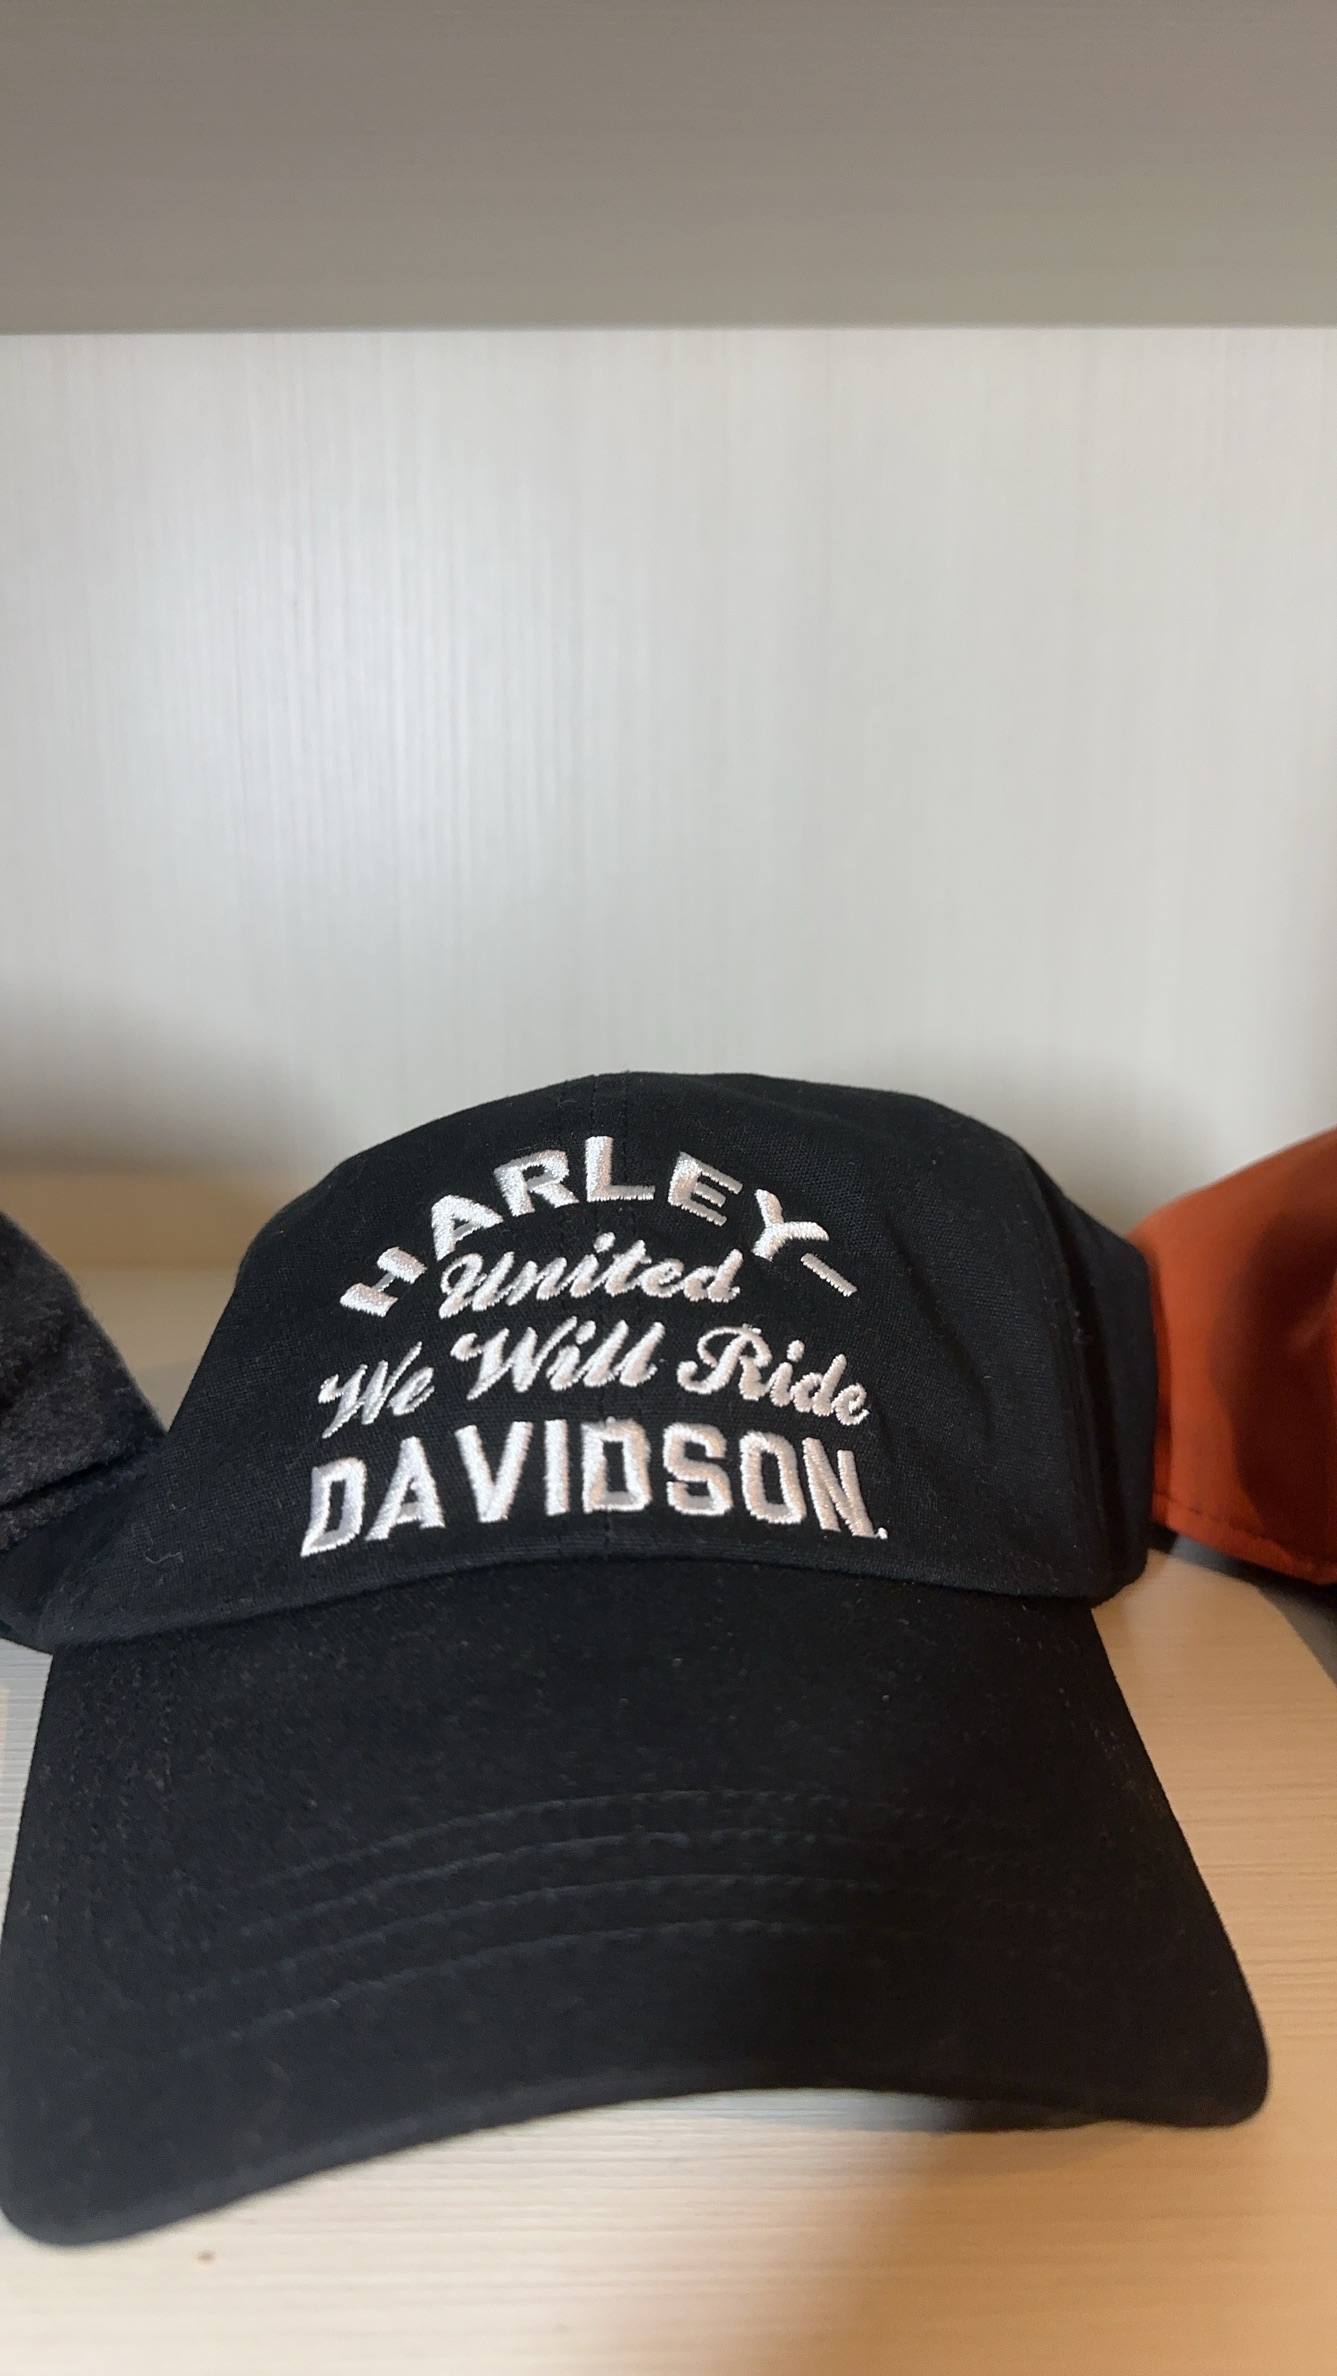 HARLEY-
United
We Will Ride
DAVIDSON.